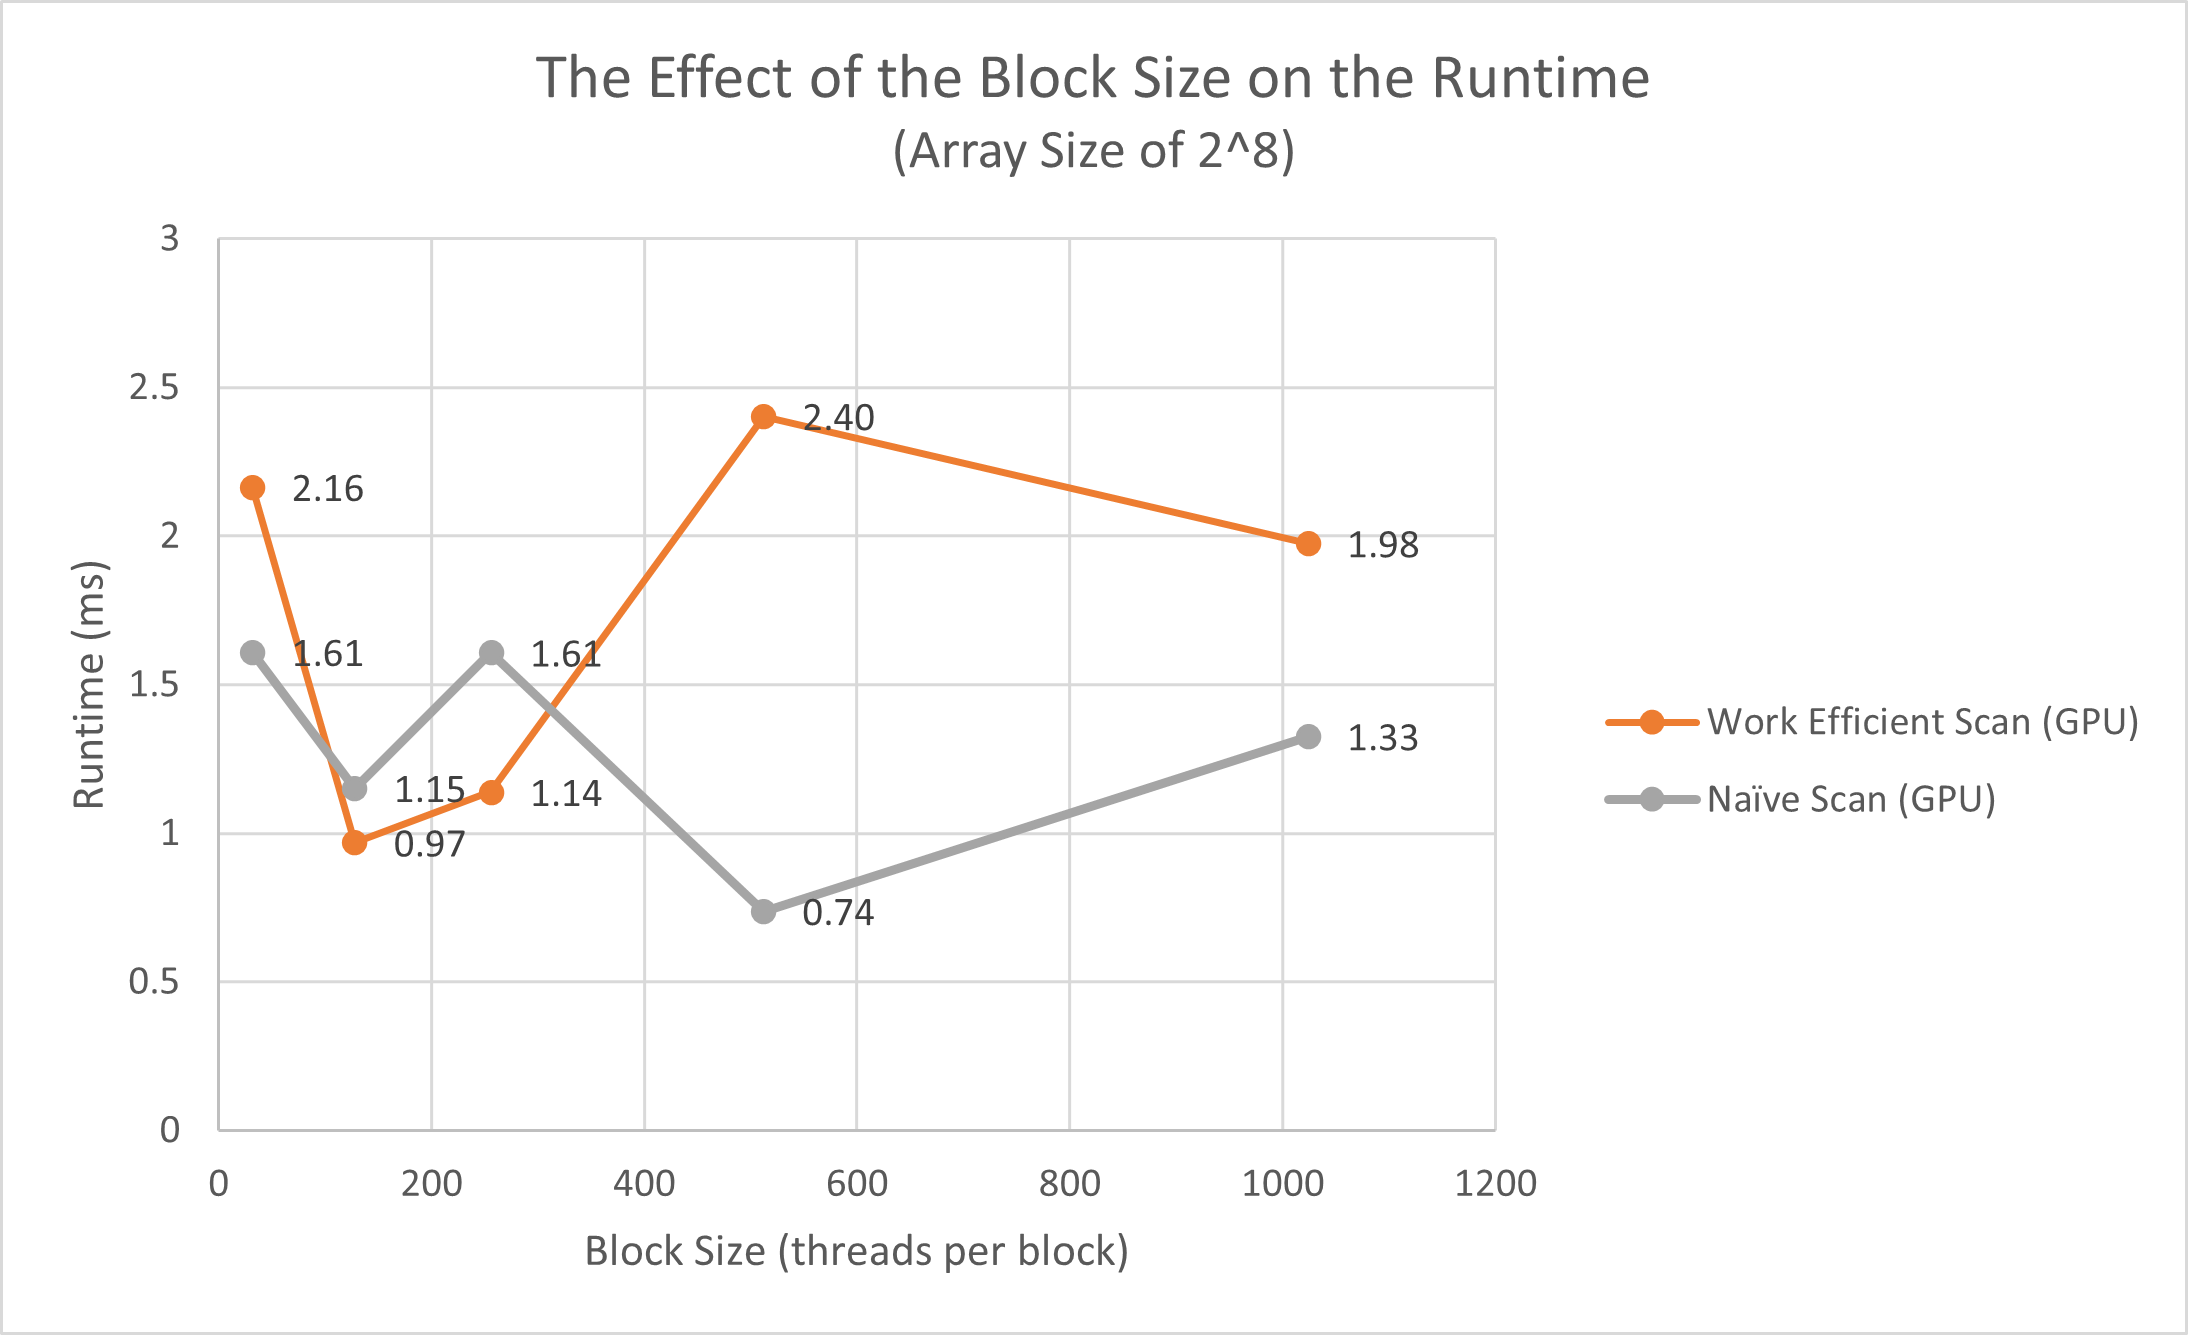 The Effect of the Block Size on the Runtime
(Array Size of 2^8)
3
2.5
2
1.5
1
0.5
0
Runtime (ms)
2.16
0.97
1.14
2.40
1.98
1.61
1.15
1.61
0.74
1.33
0 200 400 600 800 1000 1200
Block Size (threads per block)
Work Efficient Scan (GPU)
Naïve Scan (GPU)